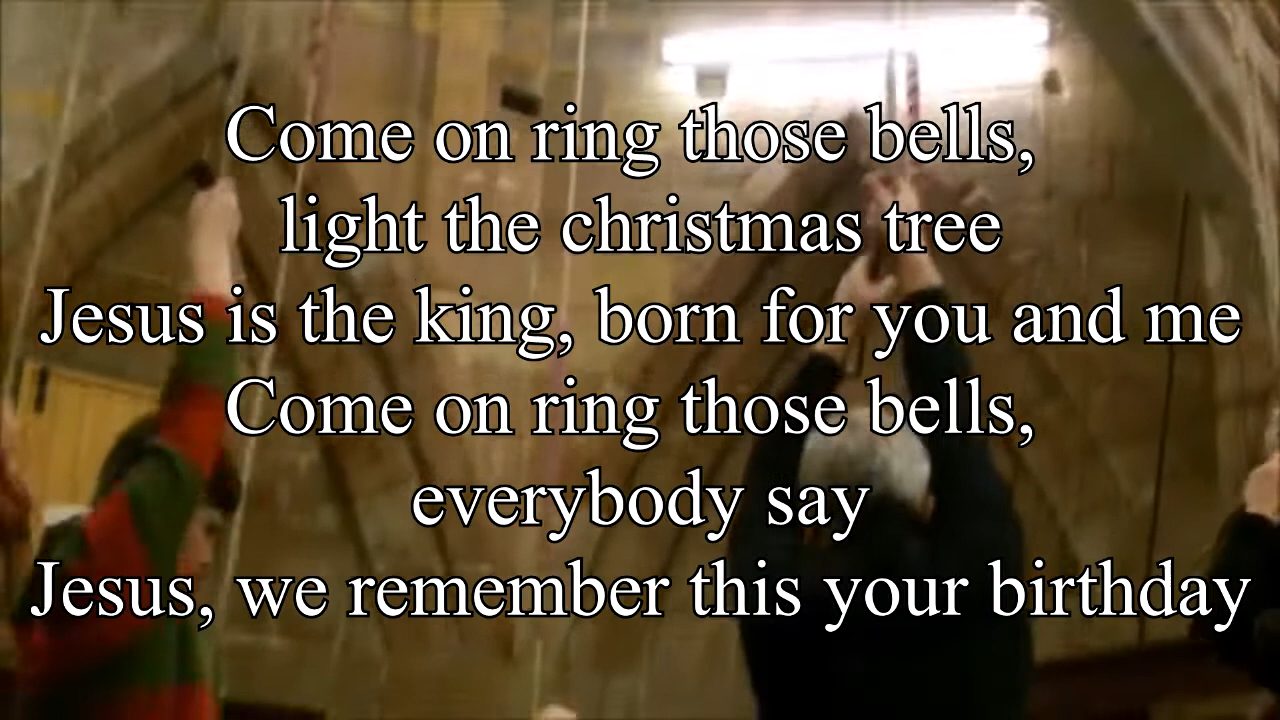 Come on ring those bells,
light the christmas tree
Jesus is the king, born for you and me
Come on ring those bells,
everybody say
Jesus, we remember this your birthday